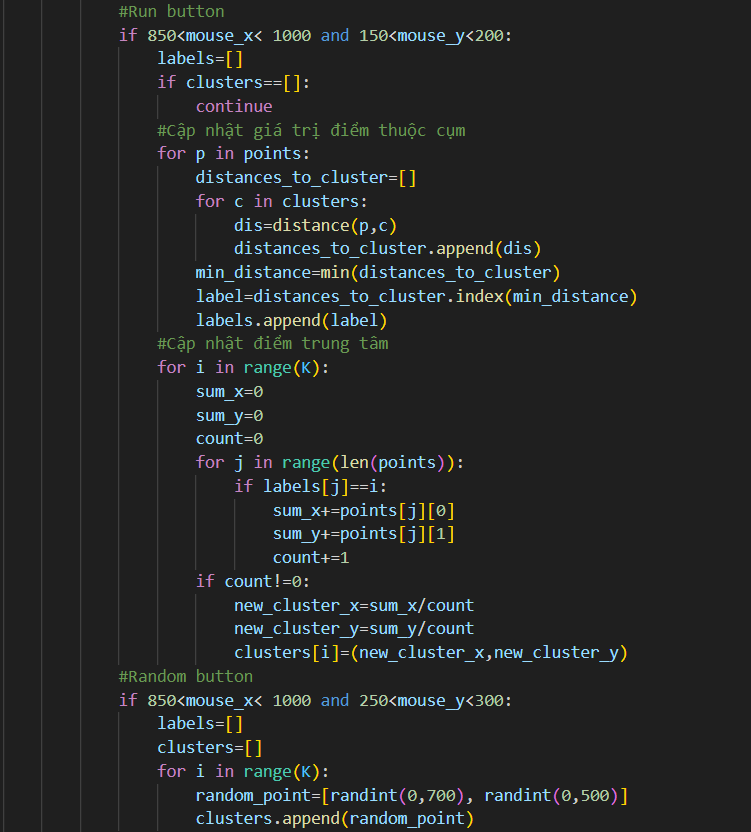 #Run button
if 850<mouse_x< 1000 and 150<mouse_y<200:
labels=[]
if clusters==[]:
continue
#Cập nhật giá trị điểm thuộc cụm
for p in points:
distances_to_cluster=[]
for c in clusters:
dis=distance(p,c)
distances_to_cluster.append(dis)
min_distance=min(distances_to_cluster)
label=distances_to_cluster.index(min_distance)
labels.append(label)
#Cập nhật điểm trung tâm
for i in range(K):
sum_x=0
sum_y=0
count=0
for j in range(len(points)):
if labels[j]==i:
sum_x+=points[j][0]
sum_y+=points[j][1]
count+=1
if count!=0:
new_cluster_x=sum_x/count
new_cluster_y=sum_y/count
clusters[i]=(new_cluster_x,new_cluster_y)
#Random button
if 850<mouse_x< 1000 and 250<mouse_y<300:
labels=[]
clusters=[]
for i in range(K):
random_point=[randint(0,700), randint(0,500)]
clusters.append(random_point)